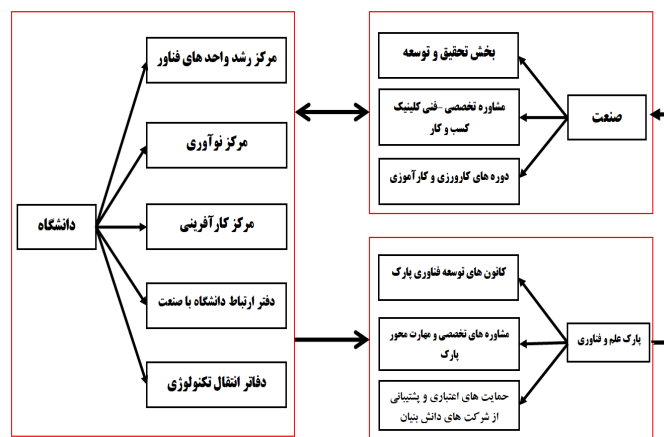 مرکز رشد واحد های فناور
مرکز نوآوری
دانشگاه
مرکز کارآفرینی
دفتر ارتباط دانشگاه با صنعت
دفاتر انتقال تکنولوژی
بخش تحقیق و توسعه
صنعت
مشاوره تخصصی -فنی کلینیک
کسب و کار
دوره های کارورزی و کارآموزی
کانون های توسعه فناوری پارک
پارک علم و فناوری
مشاوره های تخصصی و مهارت محور
پارک
حمایت های اعتباری و پشتیبانی
از شرکت های دانش بنیان